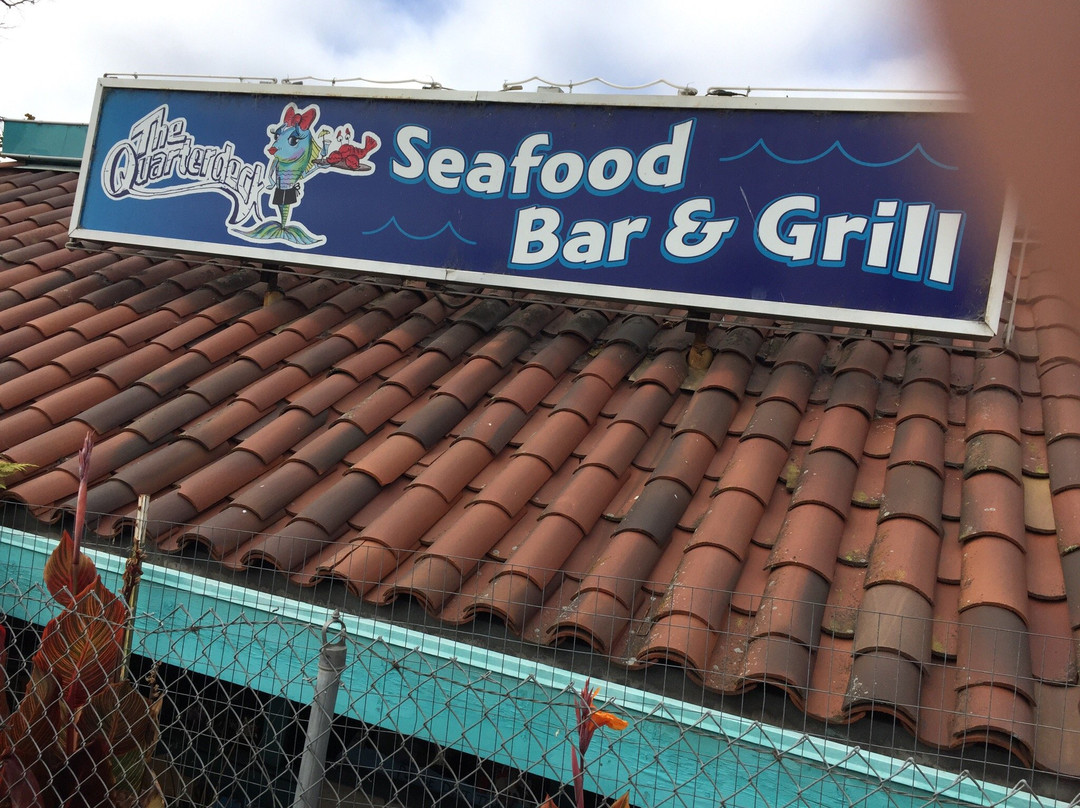 The
Quarterdeck
Seafood
Bar & Grill